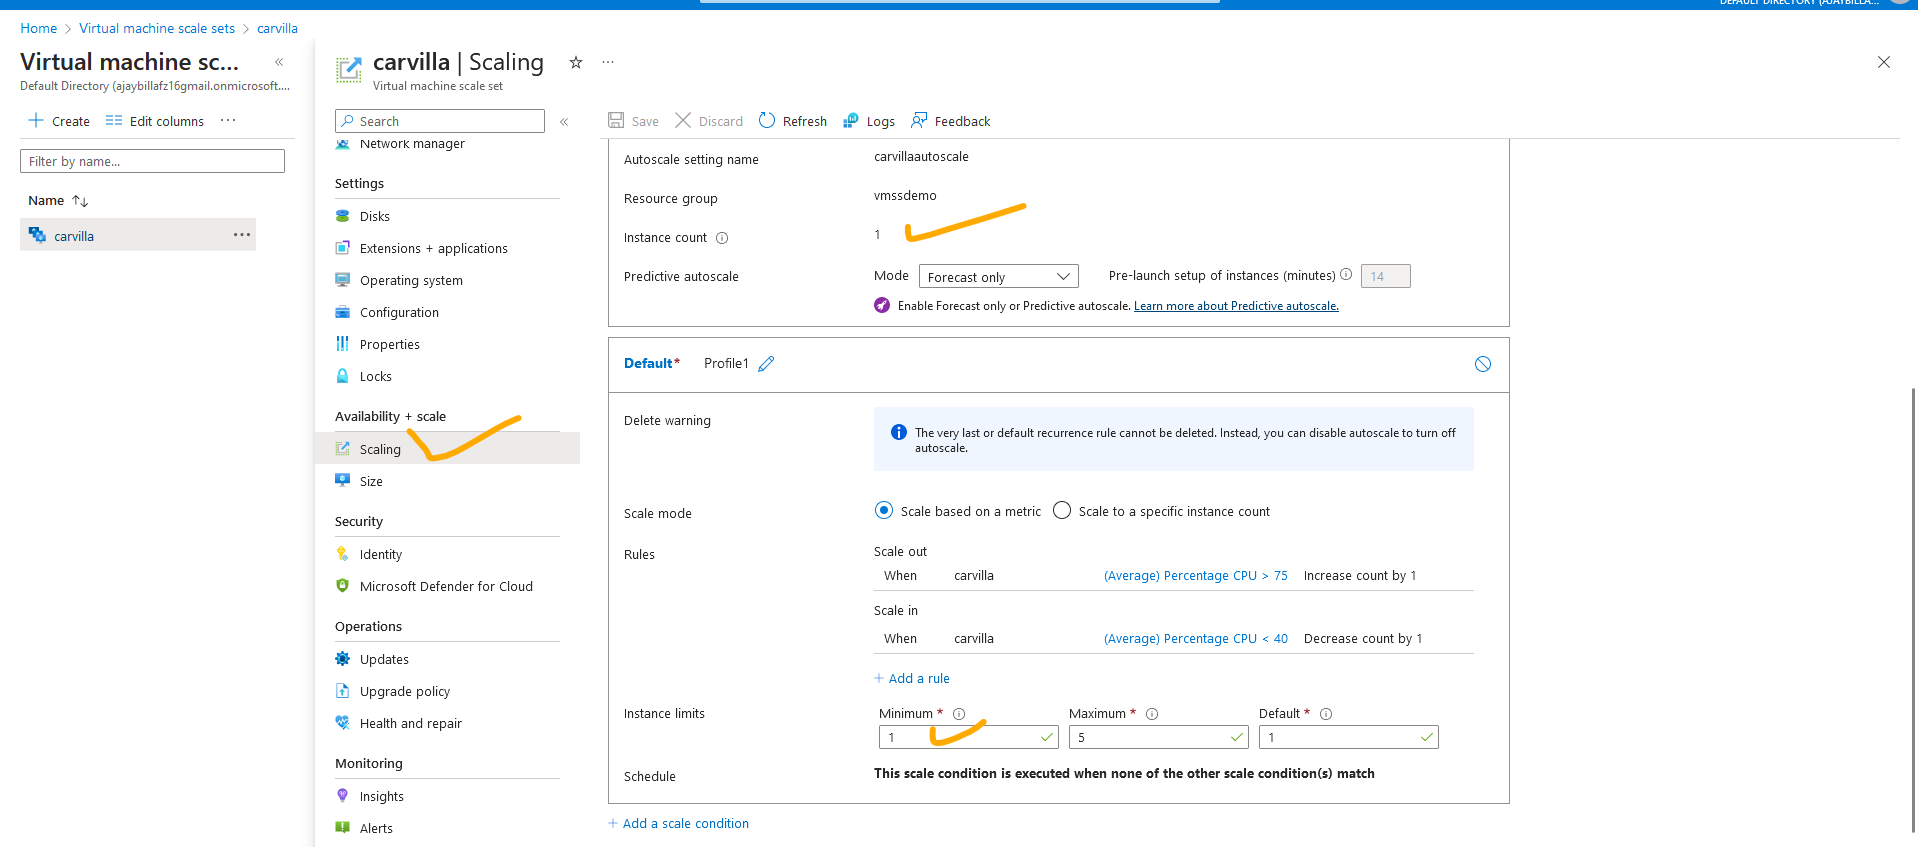 DEFAULT DIRECTORY (AJAYBILLA...
Home > Virtual machine scale sets > carvilla
Virtual machine sc... «
Default Directory (ajaybillafz16gmail.onmicrosoft....
+ Create Edit columns ...
Filter by name...
Name ↑↓
carvilla ...
carvilla | Scaling ☆ ...
Virtual machine scale set
Search «
Network manager
Settings
Disks
Extensions + applications
Operating system
Configuration
Properties
Locks
Availability + scale
Scaling
Size
Security
Identity
Microsoft Defender for Cloud
Operations
Updates
Upgrade policy
Health and repair
Monitoring
Insights
Alerts
Save Discard Refresh Logs Feedback
Autoscale setting name carvillaautoscale
Resource group vmssdemo
Instance count 1
Predictive autoscale Mode Forecast only Pre-launch setup of instances (minutes) 14
Enable Forecast only or Predictive autoscale. Learn more about Predictive autoscale.
Default* Profile1
Delete warning
The very last or default recurrence rule cannot be deleted. Instead, you can disable autoscale to turn off
autoscale.
Scale mode Scale based on a metric Scale to a specific instance count
Rules
Scale out
When carvilla (Average) Percentage CPU > 75 Increase count by 1
Scale in
When carvilla (Average) Percentage CPU < 40 Decrease count by 1
+ Add a rule
Instance limits Minimum * Maximum * Default *
1 5 1
Schedule This scale condition is executed when none of the other scale condition(s) match
+ Add a scale condition